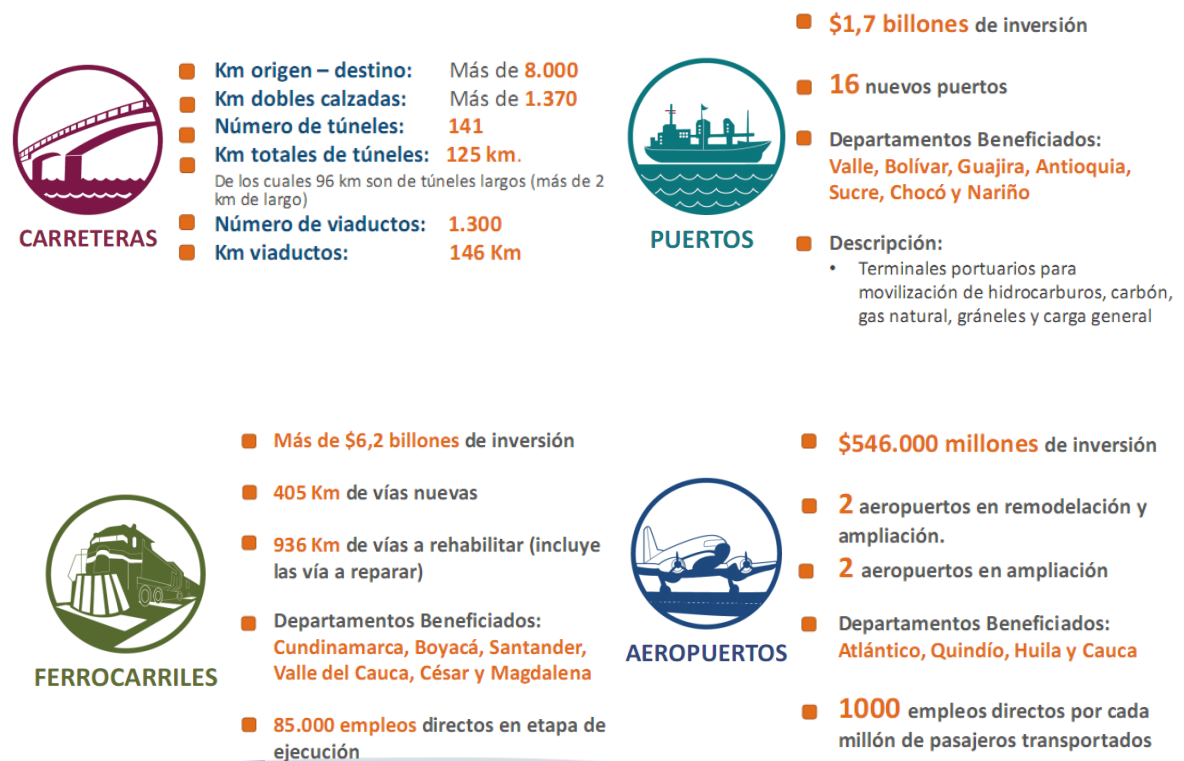 CARRETERAS
Km origen – destino: Más de 8.000
Km dobles calzadas: Más de 1.370
Número de túneles: 141
Km totales de túneles: 125 km.
De los cuales 96 km son de túneles largos (más de 2
km de largo)
Número de viaductos: 1.300
Km viaductos: 146 Km
PUERTOS
$1,7 billones de inversión
16 nuevos puertos
Departamentos Beneficiados:
Valle, Bolívar, Guajira, Antioquia,
Sucre, Chocó y Nariño
Descripción:
• Terminales portuarios para
movilización de hidrocarburos, carbón,
gas natural, gráneles y carga general
FERROCARRILES
Más de $6,2 billones de inversión
405 Km de vías nuevas
936 Km de vías a rehabilitar (incluye
las vía a reparar)
Departamentos Beneficiados:
Cundinamarca, Boyacá, Santander,
Valle del Cauca, César y Magdalena
85.000 empleos directos en etapa de
ejecución
AEROPUERTOS
$546.000 millones de inversión
2 aeropuertos en remodelación y
ampliación.
2 aeropuertos en ampliación
Departamentos Beneficiados:
Atlántico, Quindío, Huila y Cauca
1000 empleos directos por cada
millón de pasajeros transportados